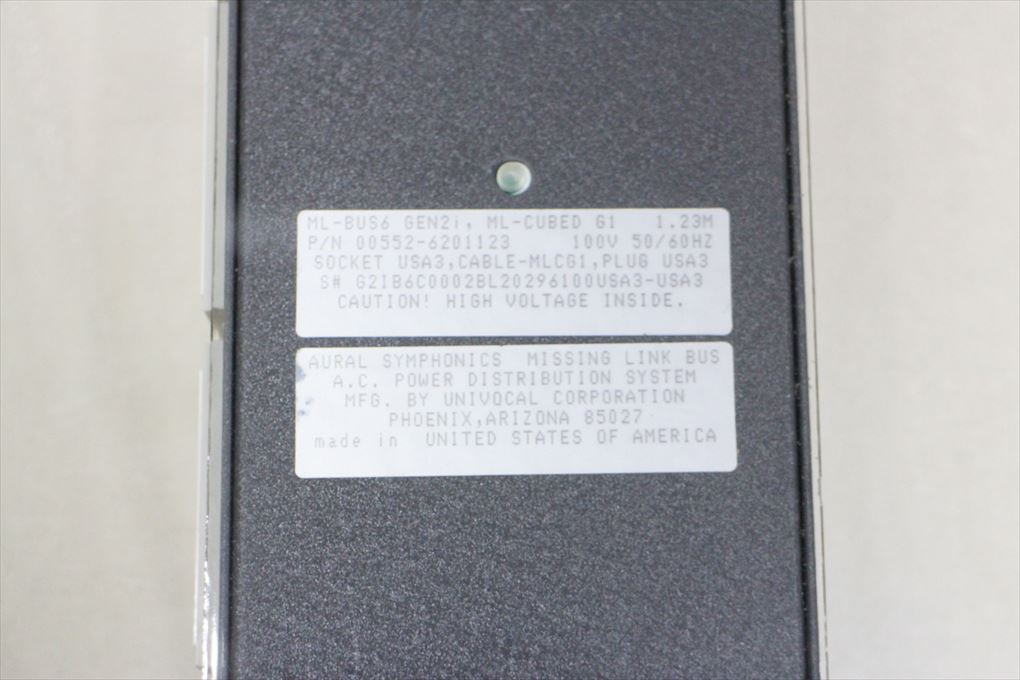 ML-BUS6 GEN2i, ML-CUBED G1 1.23M
P/N 00552-6201123 100V 50/60HZ
SOCKET USA3,CABLE-MLCG1,PLUG USA3
S# G2IB6C0002BL20296100USA3-USA3
CAUTION! HIGH VOLTAGE INSIDE.
AURAL SYMPHONICS MISSING LINK BUS
A.C. POWER DISTRIBUTION SYSTEM
MFG. BY UNIVOCAL CORPORATION
PHOENIX,ARIZONA 85027
made in UNITED STATES OF AMERICA